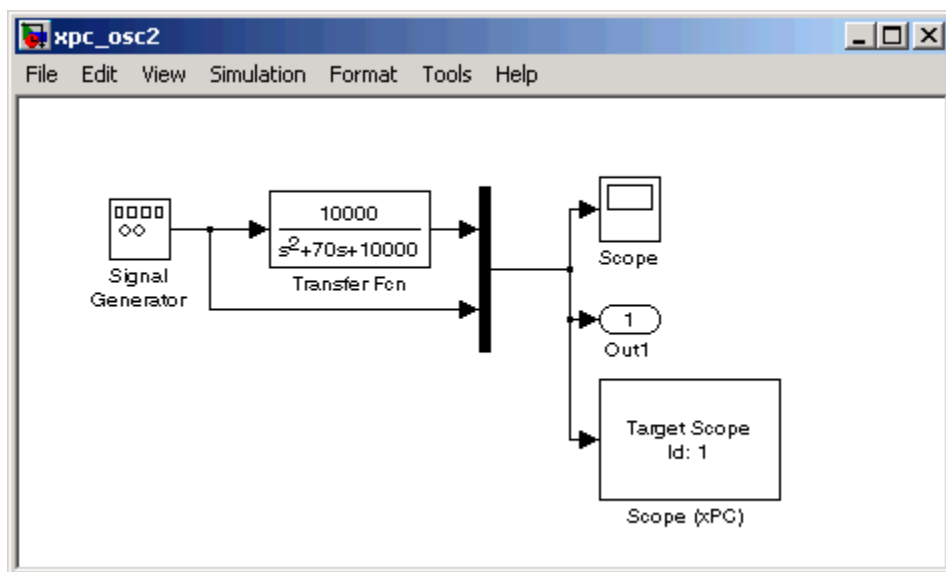 xpc_osc2
File Edit View Simulation Format Tools Help
Signal
Generator
10000
s²+70s+10000
Transfer Fcn
Scope
1
Out1
Target Scope
Id: 1
Scope (xPC)